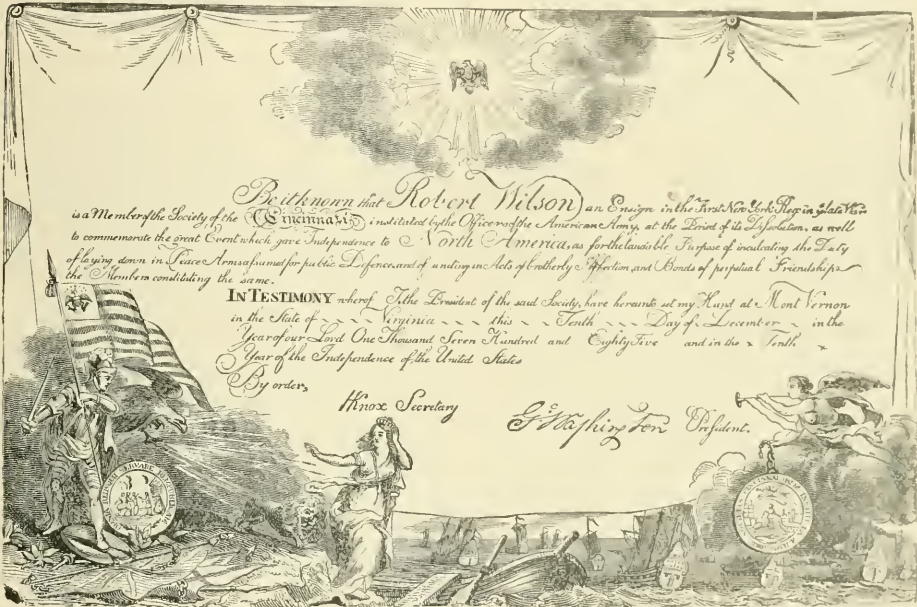 Be it known that Robert Wilson an Ensign in the First New York Reg. in ye late War
is a Member of the Society of the Cincinnati instituted by the Officers of the American Army, at the Period of its Dissolution, as well
to commemorate the great Event which gave Independence to North America, as for the laudible Purpose of inculcating the Duty
of laying down in Peace Arms assumed for public Defence, and of uniting in Acts of brotherly Affection, and Bonds of perpetual Friendship
the Members constituting the same.
IN TESTIMONY wherof I, the President of the said Society, have hereunto set my Hand at Mont Vernon
in the State of Virginia this Tenth Day of December in the
Year of our Lord One Thousand Seven Hundred and Eighty Five and in the Tenth
Year of the Independence of the United States
By order,
HKnox Secretary
Go Washington President.